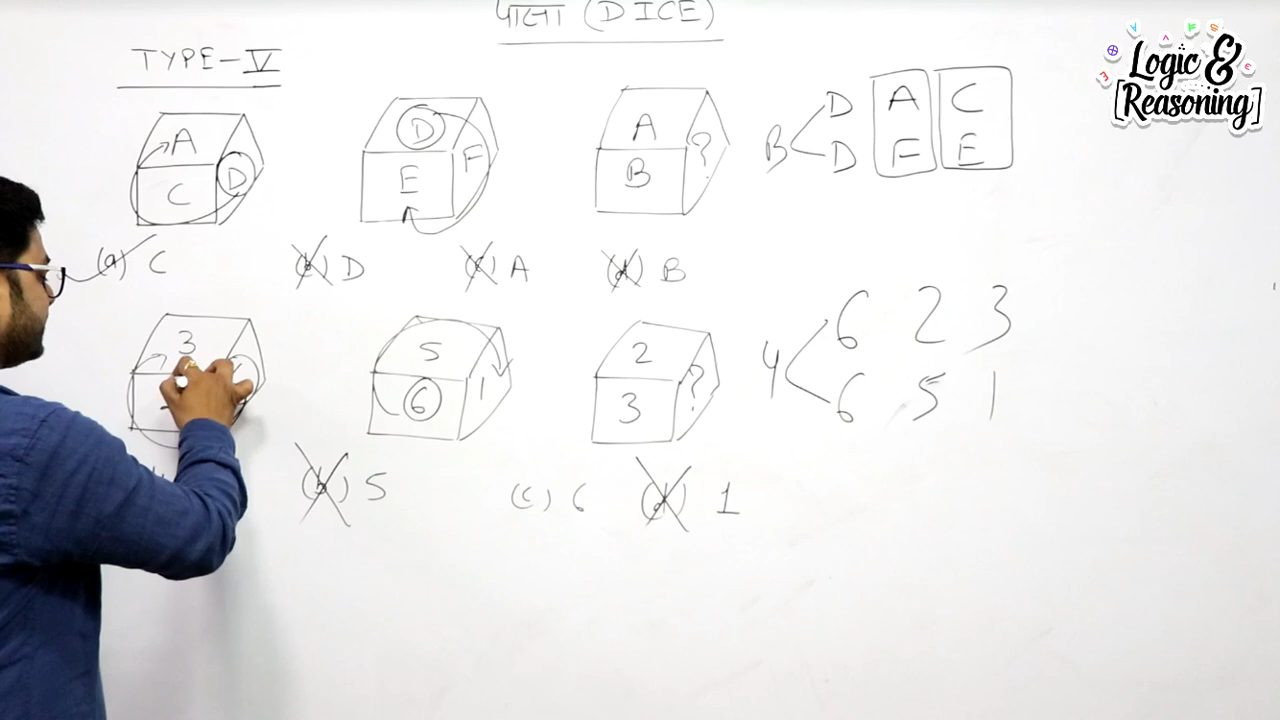 पासा (DICE)
Logic &
[Reasoning]
TYPE-V
A
C
D
D
E
F
A
B
?
B D A C
D F E
(a) C (b) D (c) A (d) B
3
5
6
1
2
3
?
4 6 2 3
6 5 1
(b) 5 (c) 6 (d) 1